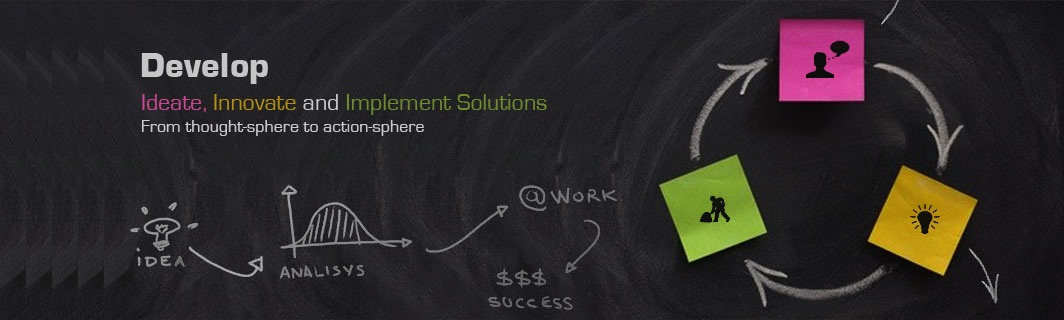 Develop
Ideate, Innovate and Implement Solutions
From thought-sphere to action-sphere
@ WORK
IDEA
ANALISYS
$$$
SUCCESS